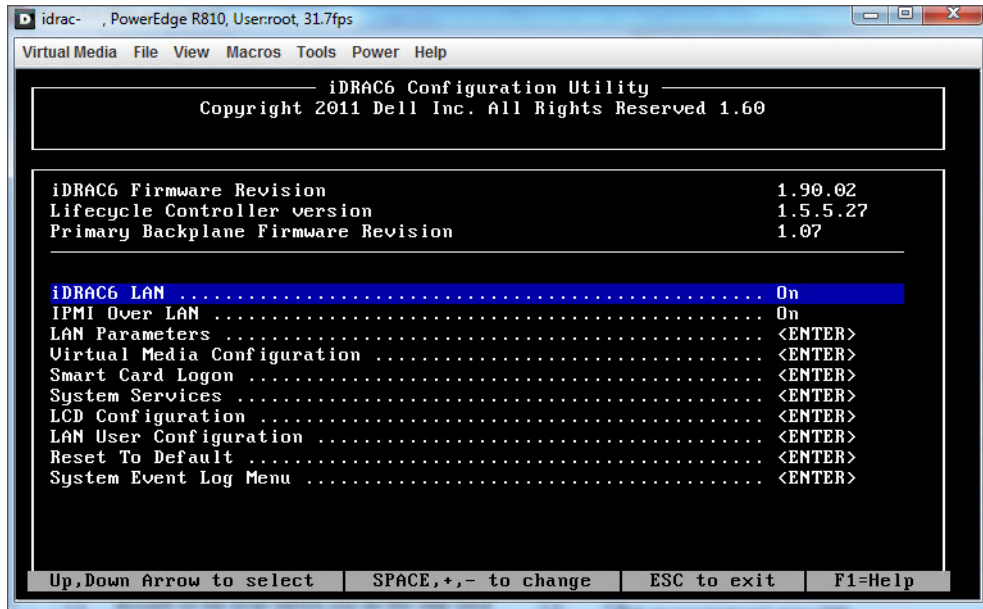 D idrac- , PowerEdge R810, User:root, 31.7fps
Virtual Media File View Macros Tools Power Help
iDRAC6 Configuration Utility
Copyright 2011 Dell Inc. All Rights Reserved 1.60
iDRAC6 Firmware Revision 1.90.02
Lifecycle Controller version 1.5.5.27
Primary Backplane Firmware Revision 1.07
iDRAC6 LAN ................................................... On
IPMI Over LAN ................................................ On
LAN Parameters ............................................... <ENTER>
Virtual Media Configuration .................................. <ENTER>
Smart Card Logon ............................................. <ENTER>
System Services .............................................. <ENTER>
LCD Configuration ............................................ <ENTER>
LAN User Configuration ....................................... <ENTER>
Reset To Default ............................................. <ENTER>
System Event Log Menu ........................................ <ENTER>
Up,Down Arrow to select SPACE,+,- to change ESC to exit F1=Help